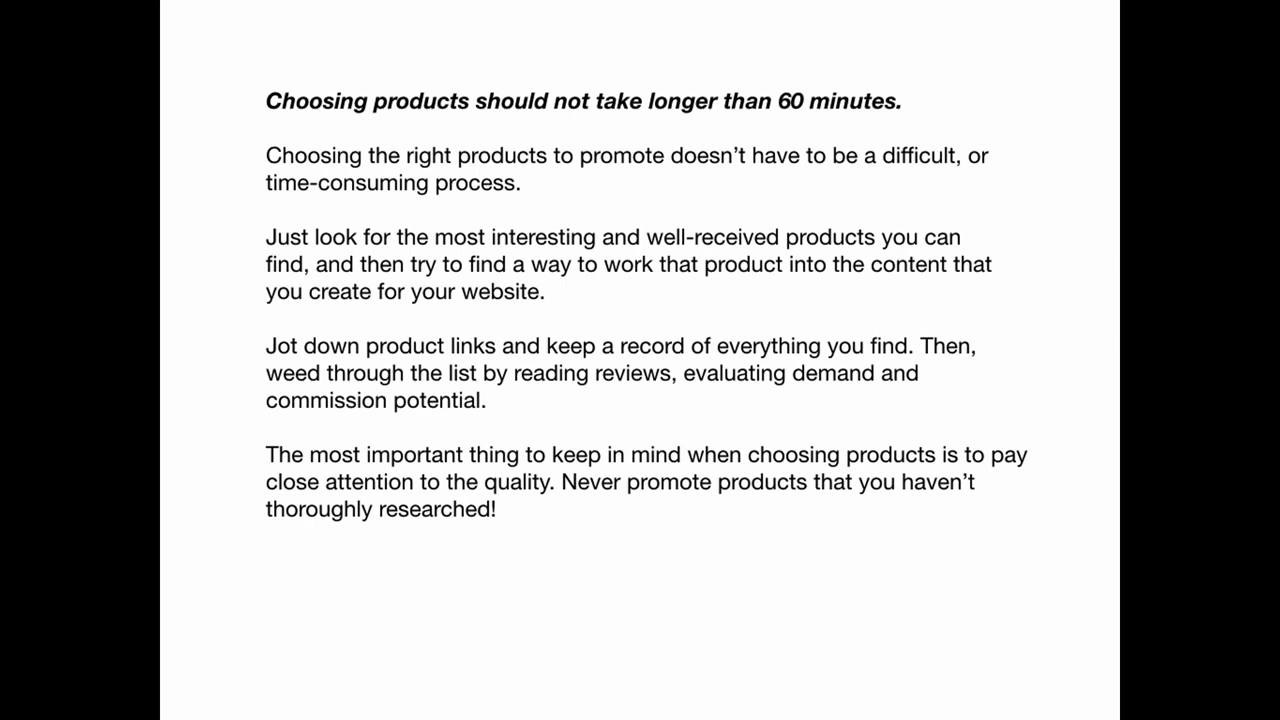 Choosing products should not take longer than 60 minutes.
Choosing the right products to promote doesn’t have to be a difficult, or
time-consuming process.
Just look for the most interesting and well-received products you can
find, and then try to find a way to work that product into the content that
you create for your website.
Jot down product links and keep a record of everything you find. Then,
weed through the list by reading reviews, evaluating demand and
commission potential.
The most important thing to keep in mind when choosing products is to pay
close attention to the quality. Never promote products that you haven’t
thoroughly researched!